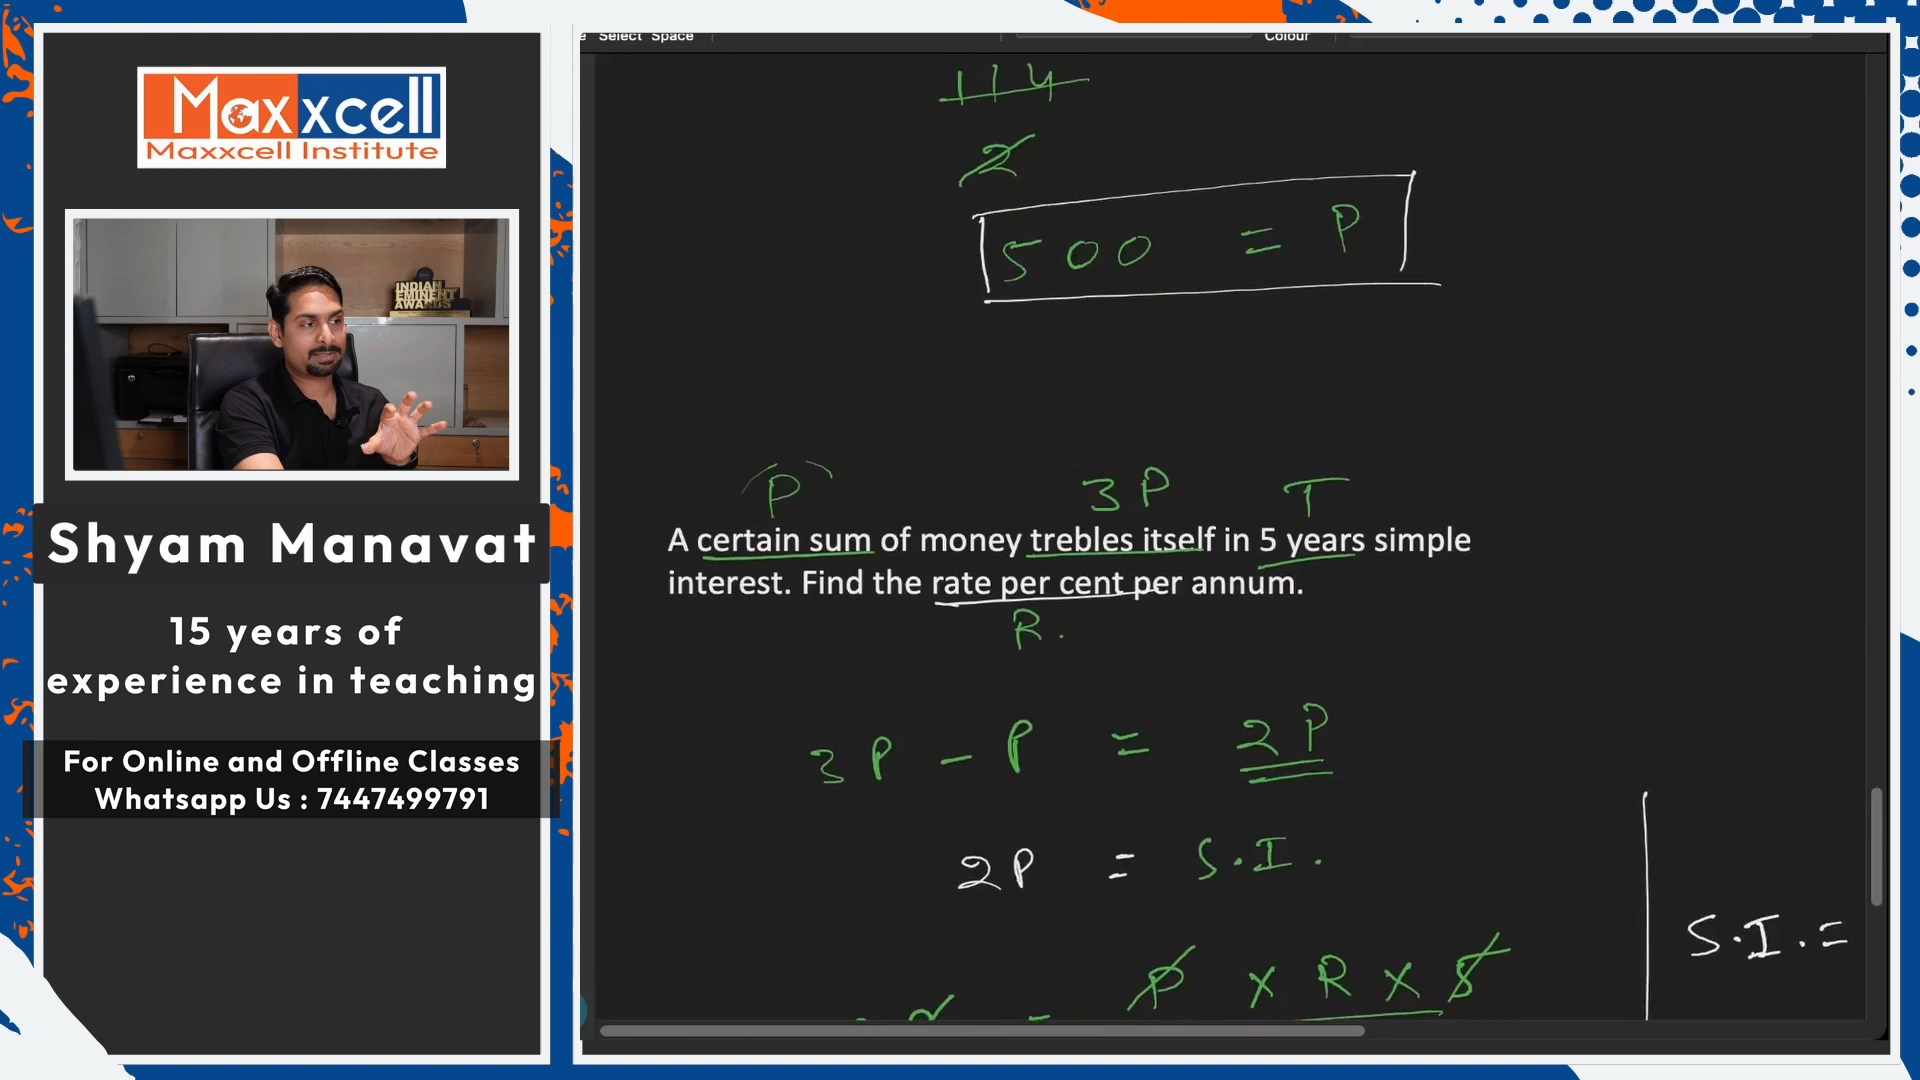 Maxxcell
Maxxcell Institute
INDIAN
EMINENT
AWARDS
Shyam Manavat
15 years of
experience in teaching
For Online and Offline Classes
Whatsapp Us : 7447499791
Select Space
Colour
114
2
500 = P
P 3P T
A certain sum of money trebles itself in 5 years simple
interest. Find the rate per cent per annum.
R.
3P - P = 2P
2P = S.I.
S.I. =
P x R x 5